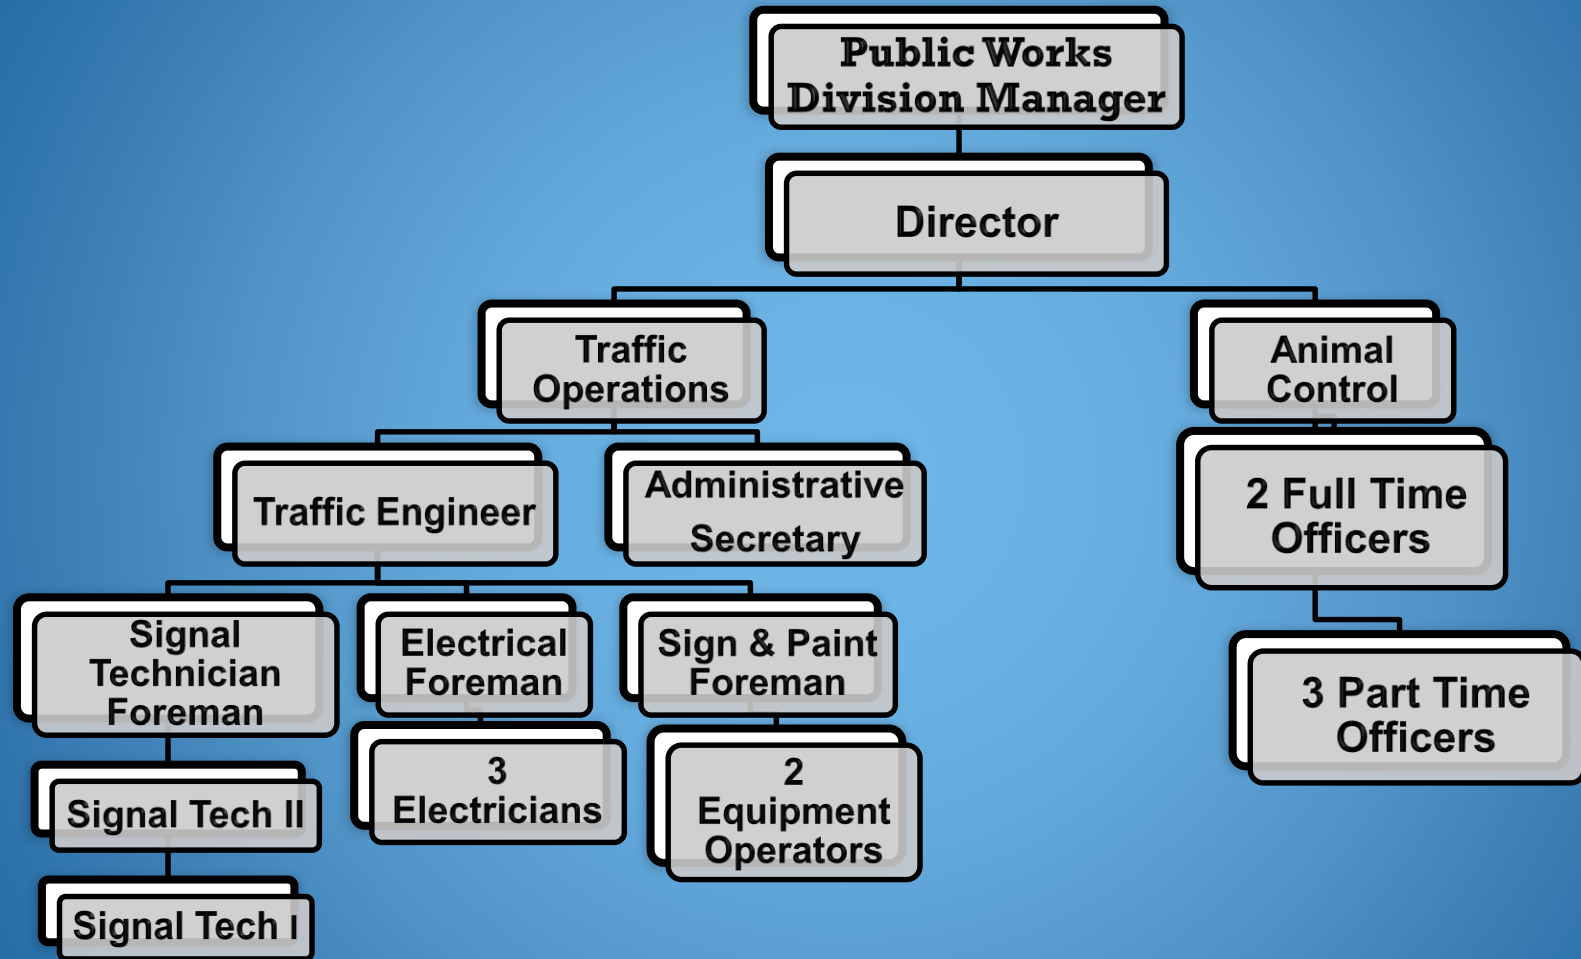 Public Works
Division Manager
Director
Traffic
Operations
Animal
Control
Traffic Engineer
Administrative
Secretary
2 Full Time
Officers
Signal
Technician
Foreman
Electrical
Foreman
Sign & Paint
Foreman
3 Part Time
Officers
Signal Tech II
3
Electricians
2
Equipment
Operators
Signal Tech I